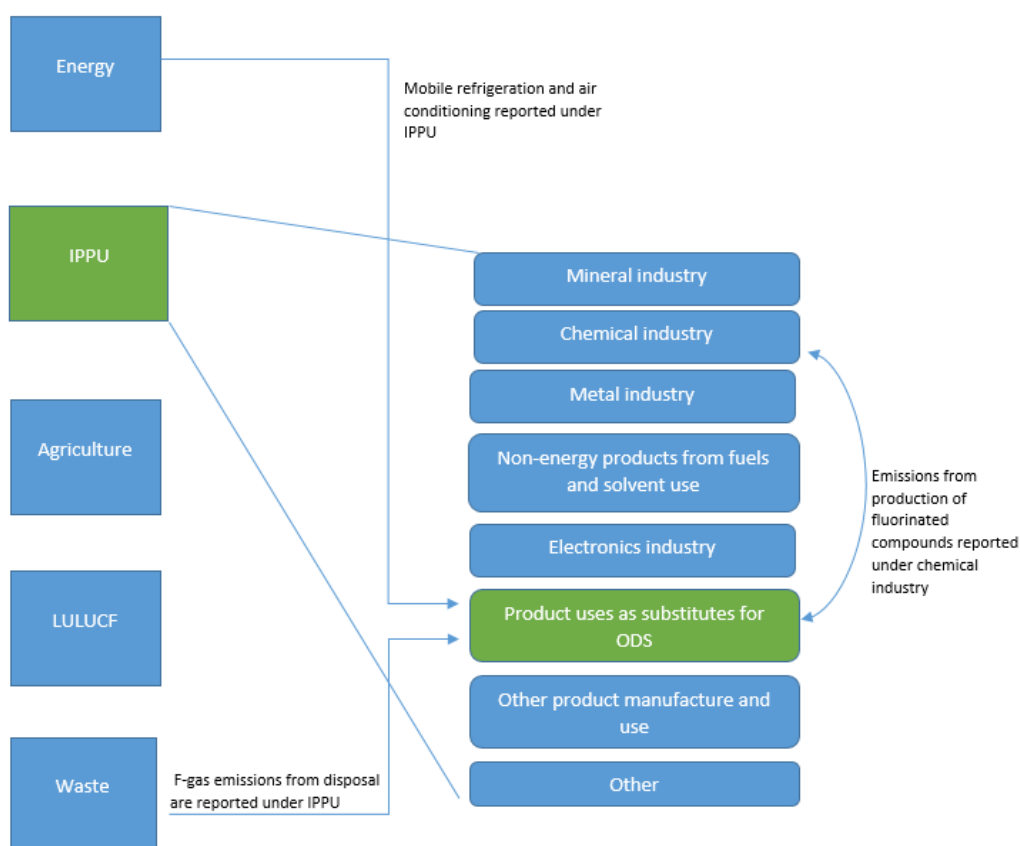 Energy
Mobile refrigeration and air
conditioning reported under
IPPU
IPPU
Mineral industry
Chemical industry
Metal industry
Agriculture
Non-energy products from fuels
and solvent use
Emissions from
production of
fluorinated
compounds reported
under chemical
industry
Electronics industry
LULUCF
Product uses as substitutes for
ODS
Other product manufacture and
use
Waste
F-gas emissions from disposal
are reported under IPPU
Other